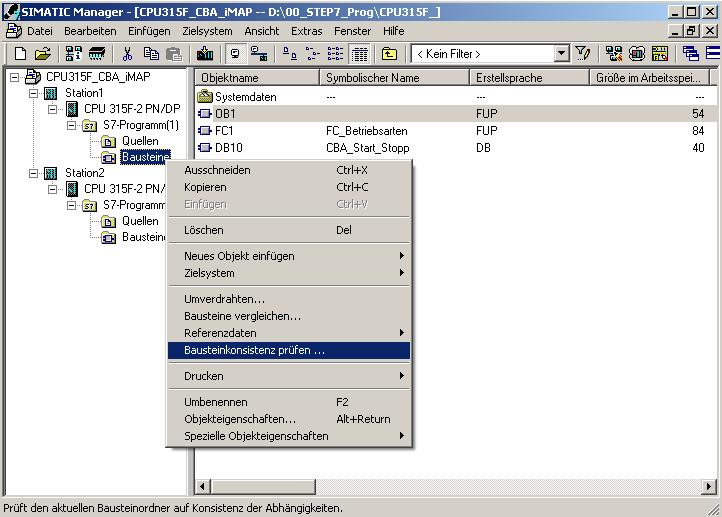 SIMATIC Manager - [CPU315F_CBA_iMAP -- D:\00_STEP7_Prog\CPU315F_]
Datei Bearbeiten Einfügen Zielsystem Ansicht Extras Fenster Hilfe
< Kein Filter >
CPU315F_CBA_iMAP
Station1
CPU 315F-2 PN/DP
S7-Programm(1)
Quellen
Bausteine
Station2
CPU 315F-2 PN/
S7-Programm
Quellen
Bausteine
Objektname Symbolischer Name Erstellsprache Größe im Arbeitsspei...
Systemdaten --- --- ---
OB1 FUP 54
FC1 FC_Betriebsarten FUP 84
DB10 CBA_Start_Stopp DB 40
Ausschneiden Ctrl+X
Kopieren Ctrl+C
Einfügen Ctrl+V
Löschen Del
Neues Objekt einfügen
Zielsystem
Umverdrahten...
Bausteine vergleichen...
Referenzdaten
Bausteinkonsistenz prüfen ...
Drucken
Umbenennen F2
Objekteigenschaften... Alt+Return
Spezielle Objekteigenschaften
Prüft den aktuellen Bausteinordner auf Konsistenz der Abhängigkeiten.